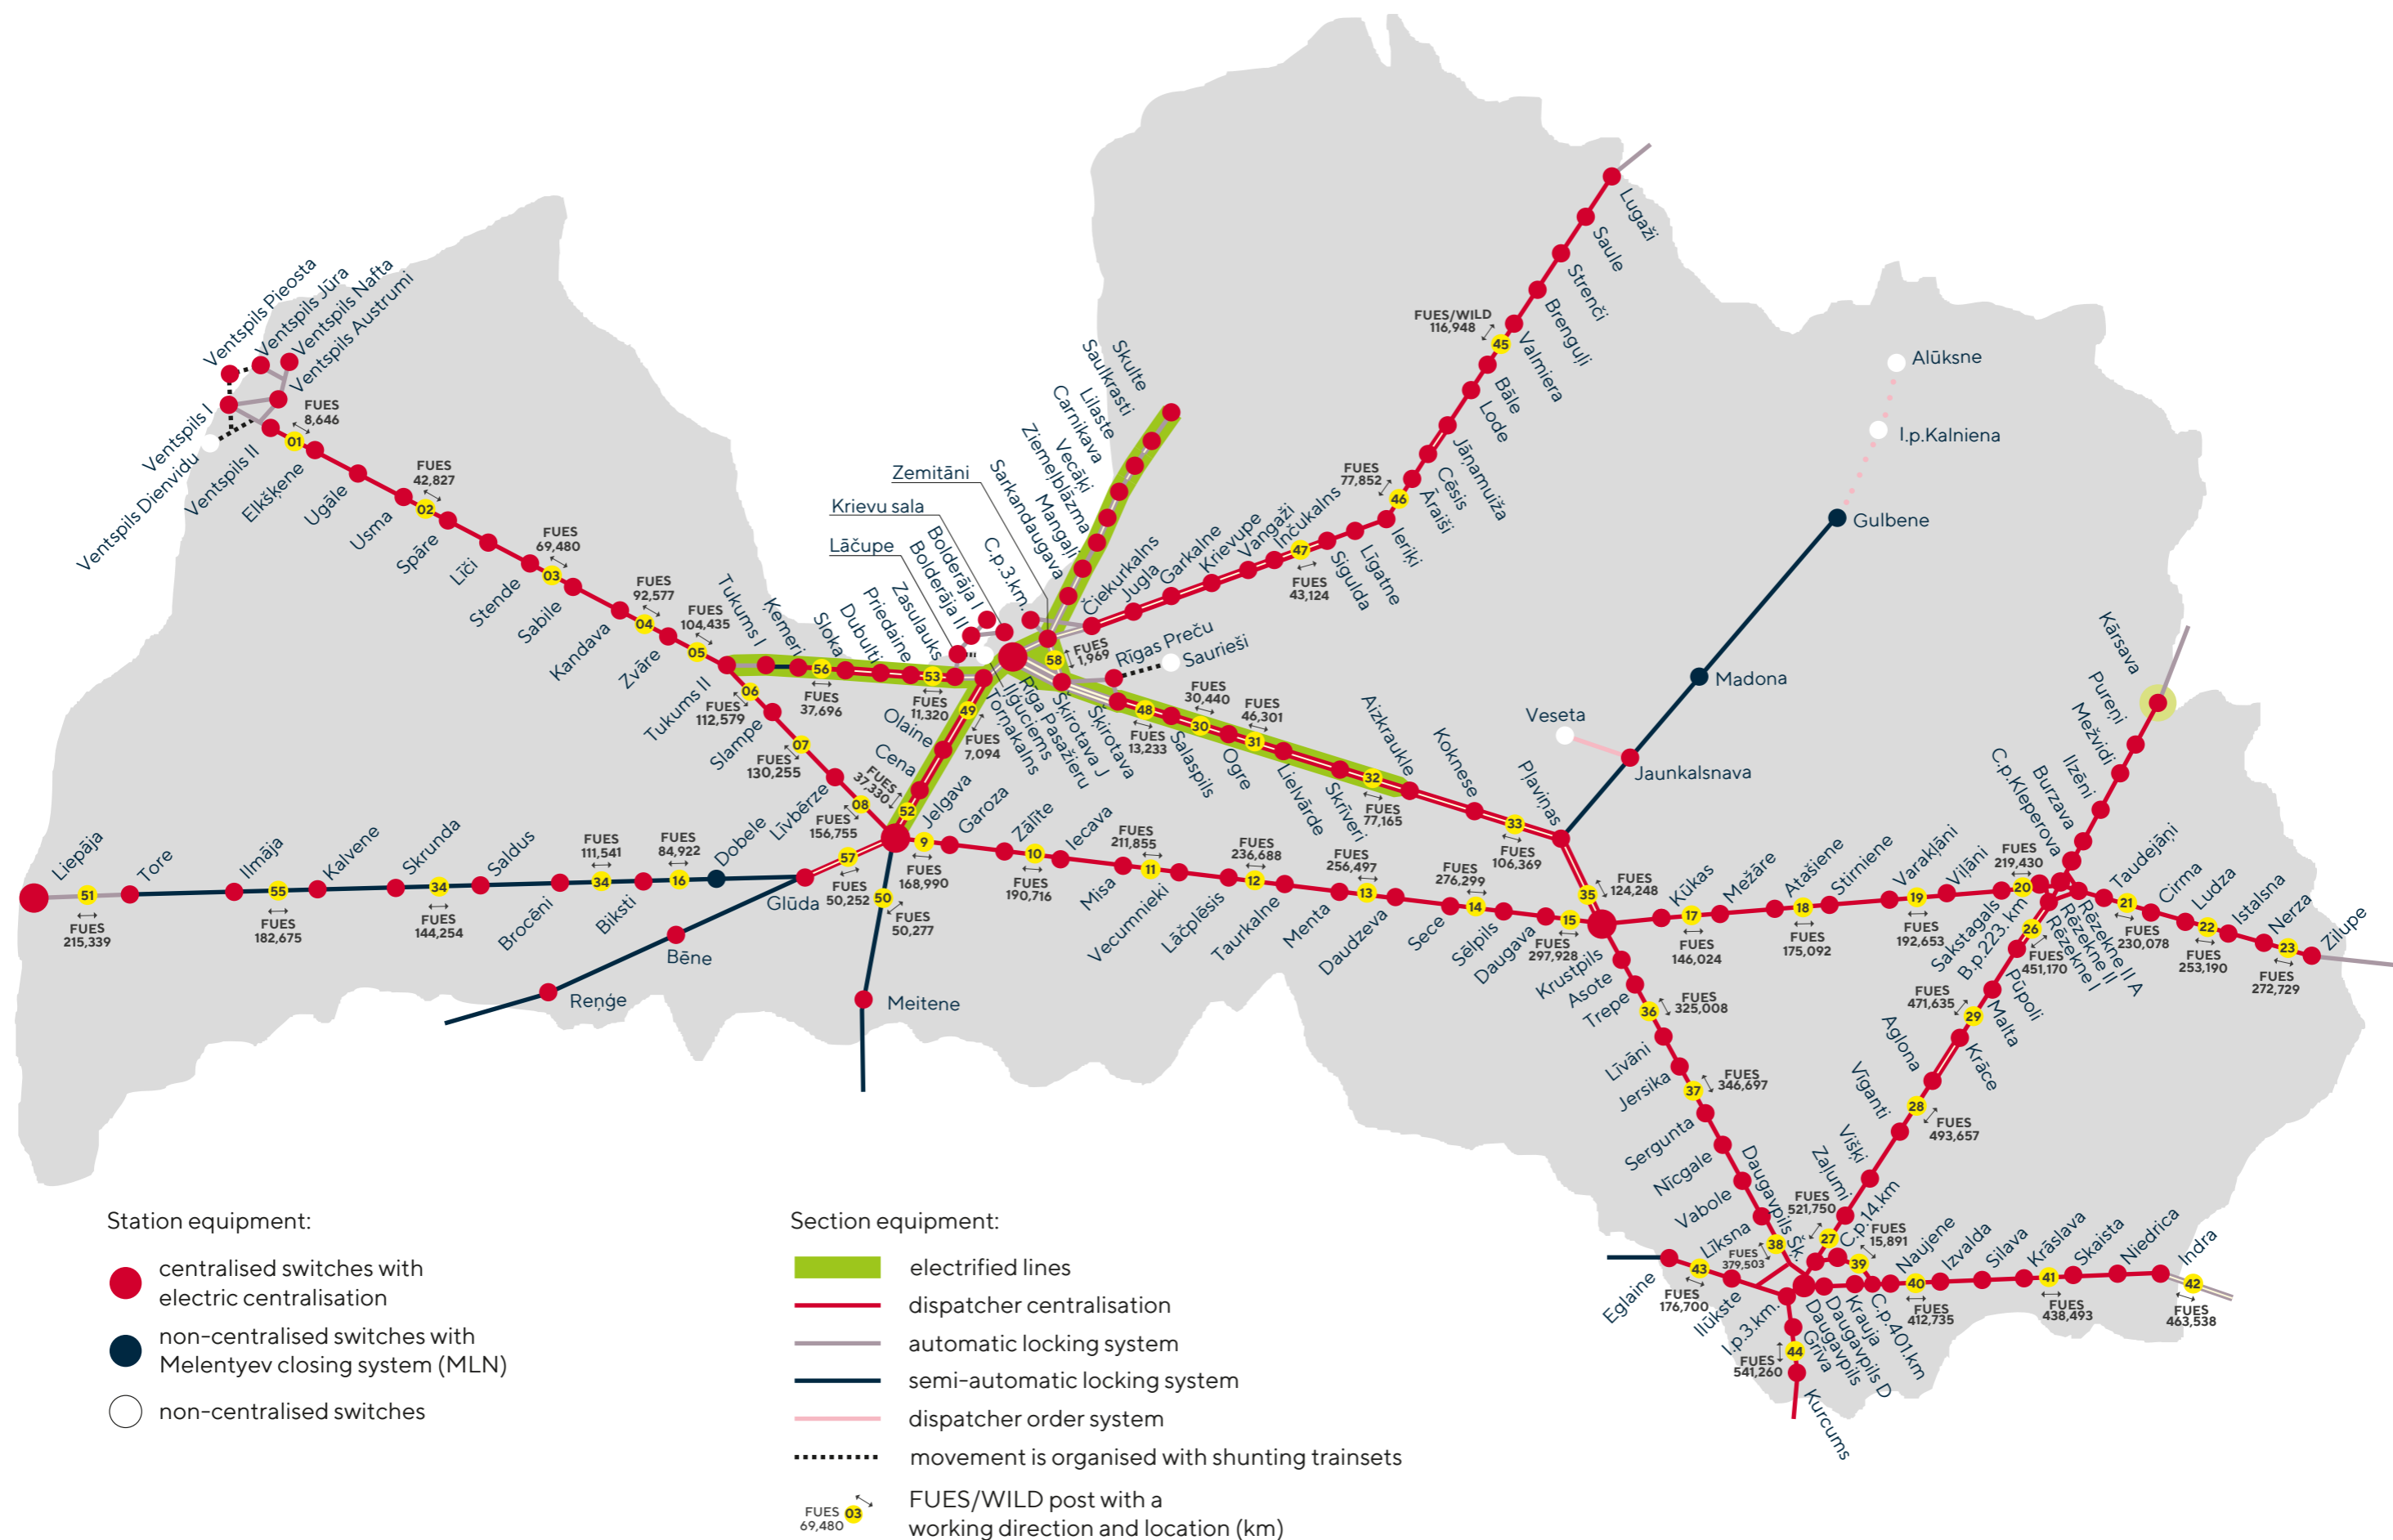 Ventspils Pieosta
Ventspils Jūra
Ventspils Nafta
Ventspils Austrumi
Ventspils I
Ventspils Dienvidu
Ventspils II
FUES
8,646
01
Elkšķene
Ugāle
Usma
FUES
42,827
02
Spāre
Līči
Stende
FUES
69,480
03
Sabile
Kandava
FUES
92,577
04
Zvāre
FUES
104,435
05
Tukums II
Tukums I
Ķemeri
Sloka
Dubulti
Priedaine
Zasulauks
56
FUES
37,696
53
FUES
11,320
Lāčupe
Krievu sala
Zemitāni
Bolderāja II
Bolderāja I
C.p.3.km.
Sarkandaugava
Mangaļi
Ziemeļblāzma
Vecāķi
Carnikava
Lilaste
Saulkrasti
Skulte
Čiekurkalns
Jugla
Garkalne
Krievupe
Vangaži
Inčukalns
47
FUES
43,124
Sigulda
Līgatne
Ieriķi
FUES
77,852
46
Āraiši
Cēsis
Jāņamuiža
Lode
Bāle
FUES/WILD
116,948
45
Valmiera
Brenguļi
Strenči
Saule
Lugaži
Alūksne
I.p.Kalniena
Gulbene
Madona
Veseta
Jaunkalsnava
06
FUES
112,579
Slampe
07
FUES
130,255
Līvbērze
08
FUES
156,755
Olaine
49
FUES
7,094
Cena
FUES
37,330
52
Jelgava
Torņakalns
Iļģuciems
Rīga Pasažieru
Šķirotava J
Šķirotava
58
FUES
1,969
Rīgas Preču
Saurieši
48
FUES
13,233
Salaspils
FUES
30,440
30
Ogre
FUES
46,301
31
Lielvārde
Skrīveri
32
FUES
77,165
Aizkraukle
Koknese
33
FUES
106,369
Pļaviņas
35
FUES
124,248
Liepāja
51
FUES
215,339
Tore
Ilmāja
55
FUES
182,675
Kalvene
Skrunda
34
FUES
144,254
Saldus
Brocēni
FUES
111,541
34
Biksti
FUES
84,922
16
Dobele
Glūda
57
FUES
50,252
Bēne
Reņģe
50
FUES
50,277
Meitene
9
FUES
168,990
Garoza
Zālīte
10
FUES
190,716
Iecava
Misa
FUES
211,855
11
Vecumnieki
Lāčplēsis
FUES
236,688
12
Taurkalne
Menta
FUES
256,497
13
Daudzeva
Sece
FUES
276,299
14
Sēlpils
Daugava
15
FUES
297,928
Krustpils
Kūkas
17
FUES
146,024
Mežāre
Atašiene
18
FUES
175,092
Stirniene
Varakļāni
19
FUES
192,653
Viļāni
Sakstagals
FUES
219,430
20
B.p.223. km
C.p.Kleperova
Burzava
Ilzēni
Mežvidi
Pureņi
Kārsava
Rēzekne I
Rēzekne II
Rēzekne II A
Taudejāņi
21
FUES
230,078
Cirma
Ludza
22
FUES
253,190
Istalsna
Nerza
23
FUES
272,729
Zilupe
26
FUES
451,170
Pūpoli
Malta
FUES
471,635
29
Krāce
Aglona
28
FUES
493,657
Vīganti
Višķi
Zaļumi
FUES
521,750
27
C.p.14.km
FUES
15,891
39
Asote
Trepe
36
FUES
325,008
Līvāni
Jersika
37
FUES
346,697
Sergunta
Nīcgale
Vabole
Līksna
FUES
379,503
38
Daugavpils Šķ.
Eglaine
43
FUES
176,700
Ilūkste
I.p.3.km.
Grīva
44
FUES
541,260
Kurcums
Daugavpils
Daugavpils D
Krauja
C.p.401.km
Naujene
40
FUES
412,735
Izvalda
Silava
Krāslava
41
FUES
438,493
Skaista
Niedrica
Indra
42
FUES
463,538
Station equipment:
centralised switches with
electric centralisation
non-centralised switches with
Melentyev closing system (MLN)
non-centralised switches
Section equipment:
electrified lines
dispatcher centralisation
automatic locking system
semi-automatic locking system
dispatcher order system
movement is organised with shunting trainsets
FUES
69,480
03
FUES/WILD post with a
working direction and location (km)